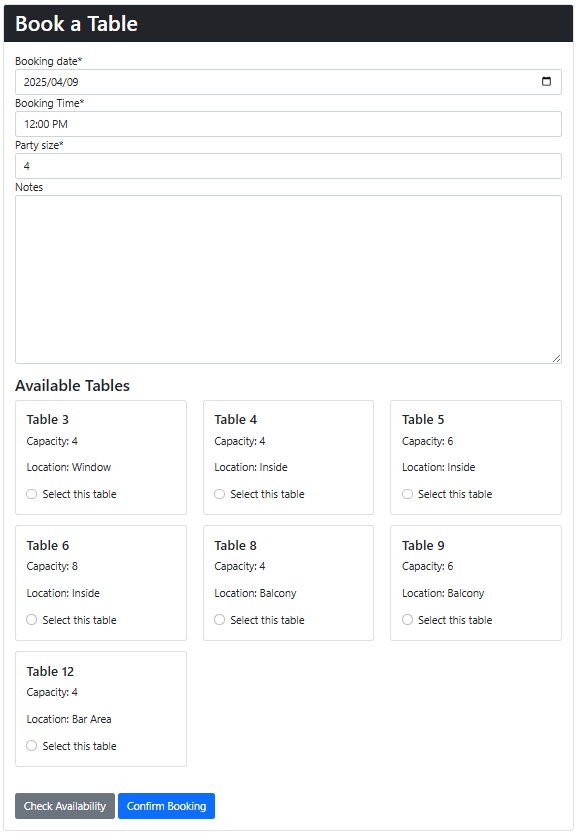 Book a Table
Booking date*
2025/04/09
Booking Time*
12:00 PM
Party size*
4
Notes
Available Tables
Table 3
Capacity: 4
Location: Window
Select this table
Table 4
Capacity: 4
Location: Inside
Select this table
Table 5
Capacity: 6
Location: Inside
Select this table
Table 6
Capacity: 8
Location: Inside
Select this table
Table 8
Capacity: 4
Location: Balcony
Select this table
Table 9
Capacity: 6
Location: Balcony
Select this table
Table 12
Capacity: 4
Location: Bar Area
Select this table
Check Availability
Confirm Booking